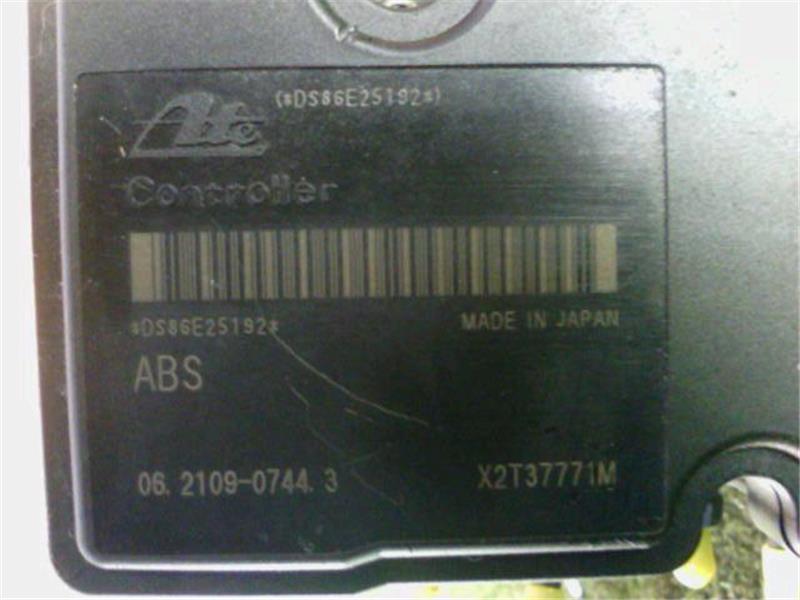 (*DS86E25192*)
Ate
Controller
*DS86E25192*
MADE IN JAPAN
ABS
06.2109-0744.3
X2T37771M